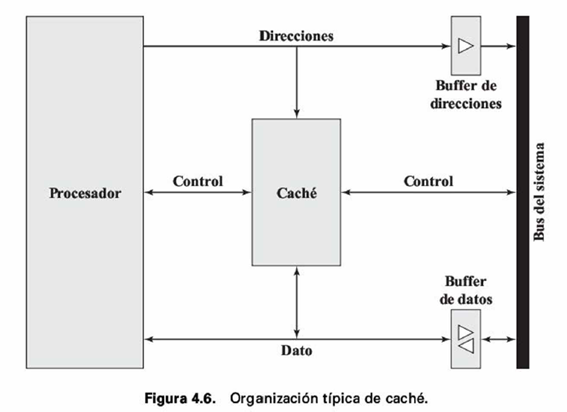 Direcciones
Buffer de
direcciones
Procesador
Control
Caché
Control
Bus del sistema
Buffer
de datos
Dato
Figura 4.6. Organización típica de caché.